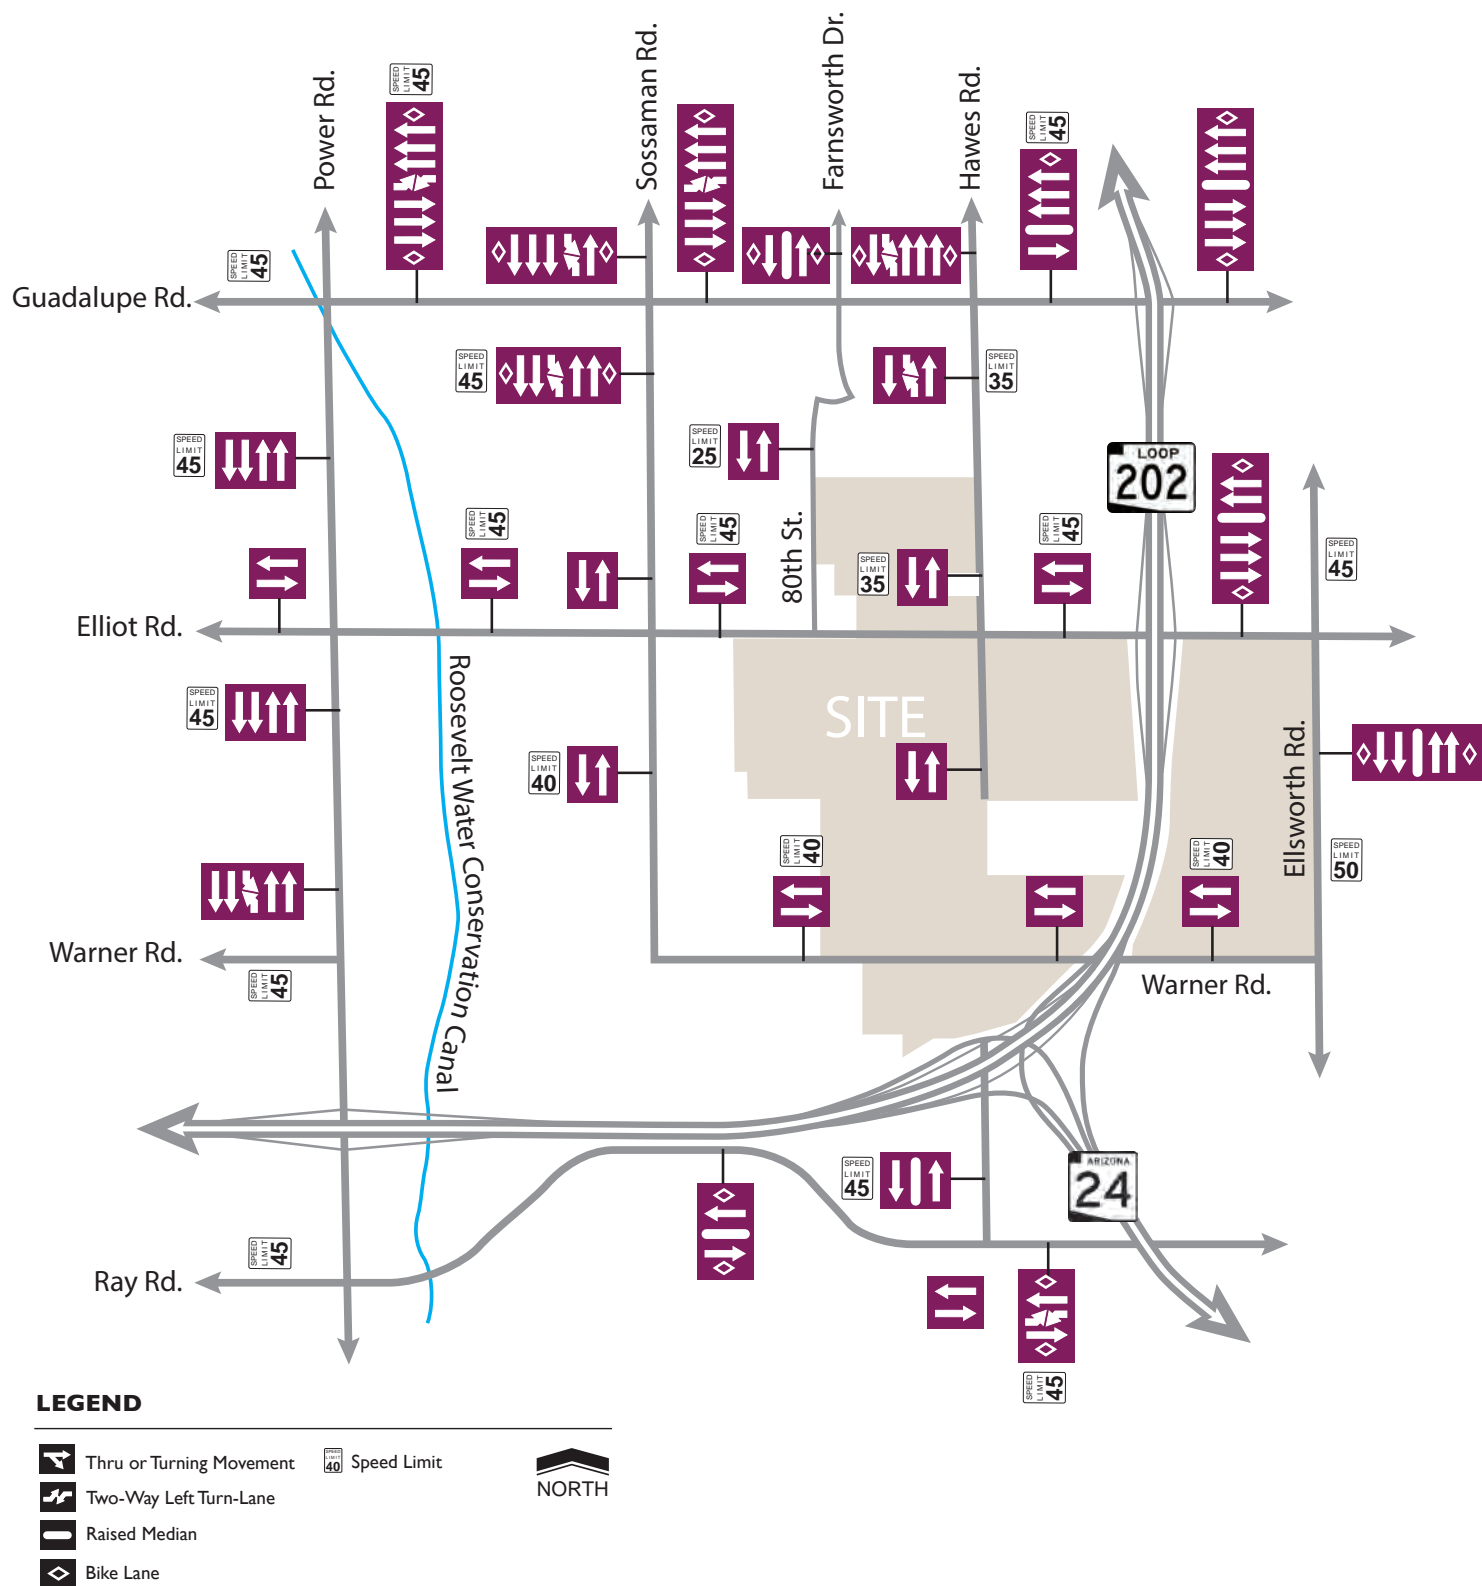 Power Rd.
Sossaman Rd.
Farnsworth Dr.
Hawes Rd.
SPEED LIMIT 45
SPEED LIMIT 45
SPEED LIMIT 45
Guadalupe Rd.
SPEED LIMIT 45
SPEED LIMIT 35
SPEED LIMIT 45
SPEED LIMIT 25
LOOP
202
SPEED LIMIT 45
SPEED LIMIT 45
SPEED LIMIT 45
SPEED LIMIT 45
80th St.
SPEED LIMIT 35
Elliot Rd.
Roosevelt Water Conservation Canal
SPEED LIMIT 45
SITE
Ellsworth Rd.
SPEED LIMIT 40
SPEED LIMIT 40
SPEED LIMIT 40
SPEED LIMIT 50
Warner Rd.
SPEED LIMIT 45
Warner Rd.
SPEED LIMIT 45
ARIZONA
24
SPEED LIMIT 45
Ray Rd.
SPEED LIMIT 45
LEGEND
Thru or Turning Movement
SPEED LIMIT 40
Speed Limit
NORTH
Two-Way Left Turn-Lane
Raised Median
Bike Lane